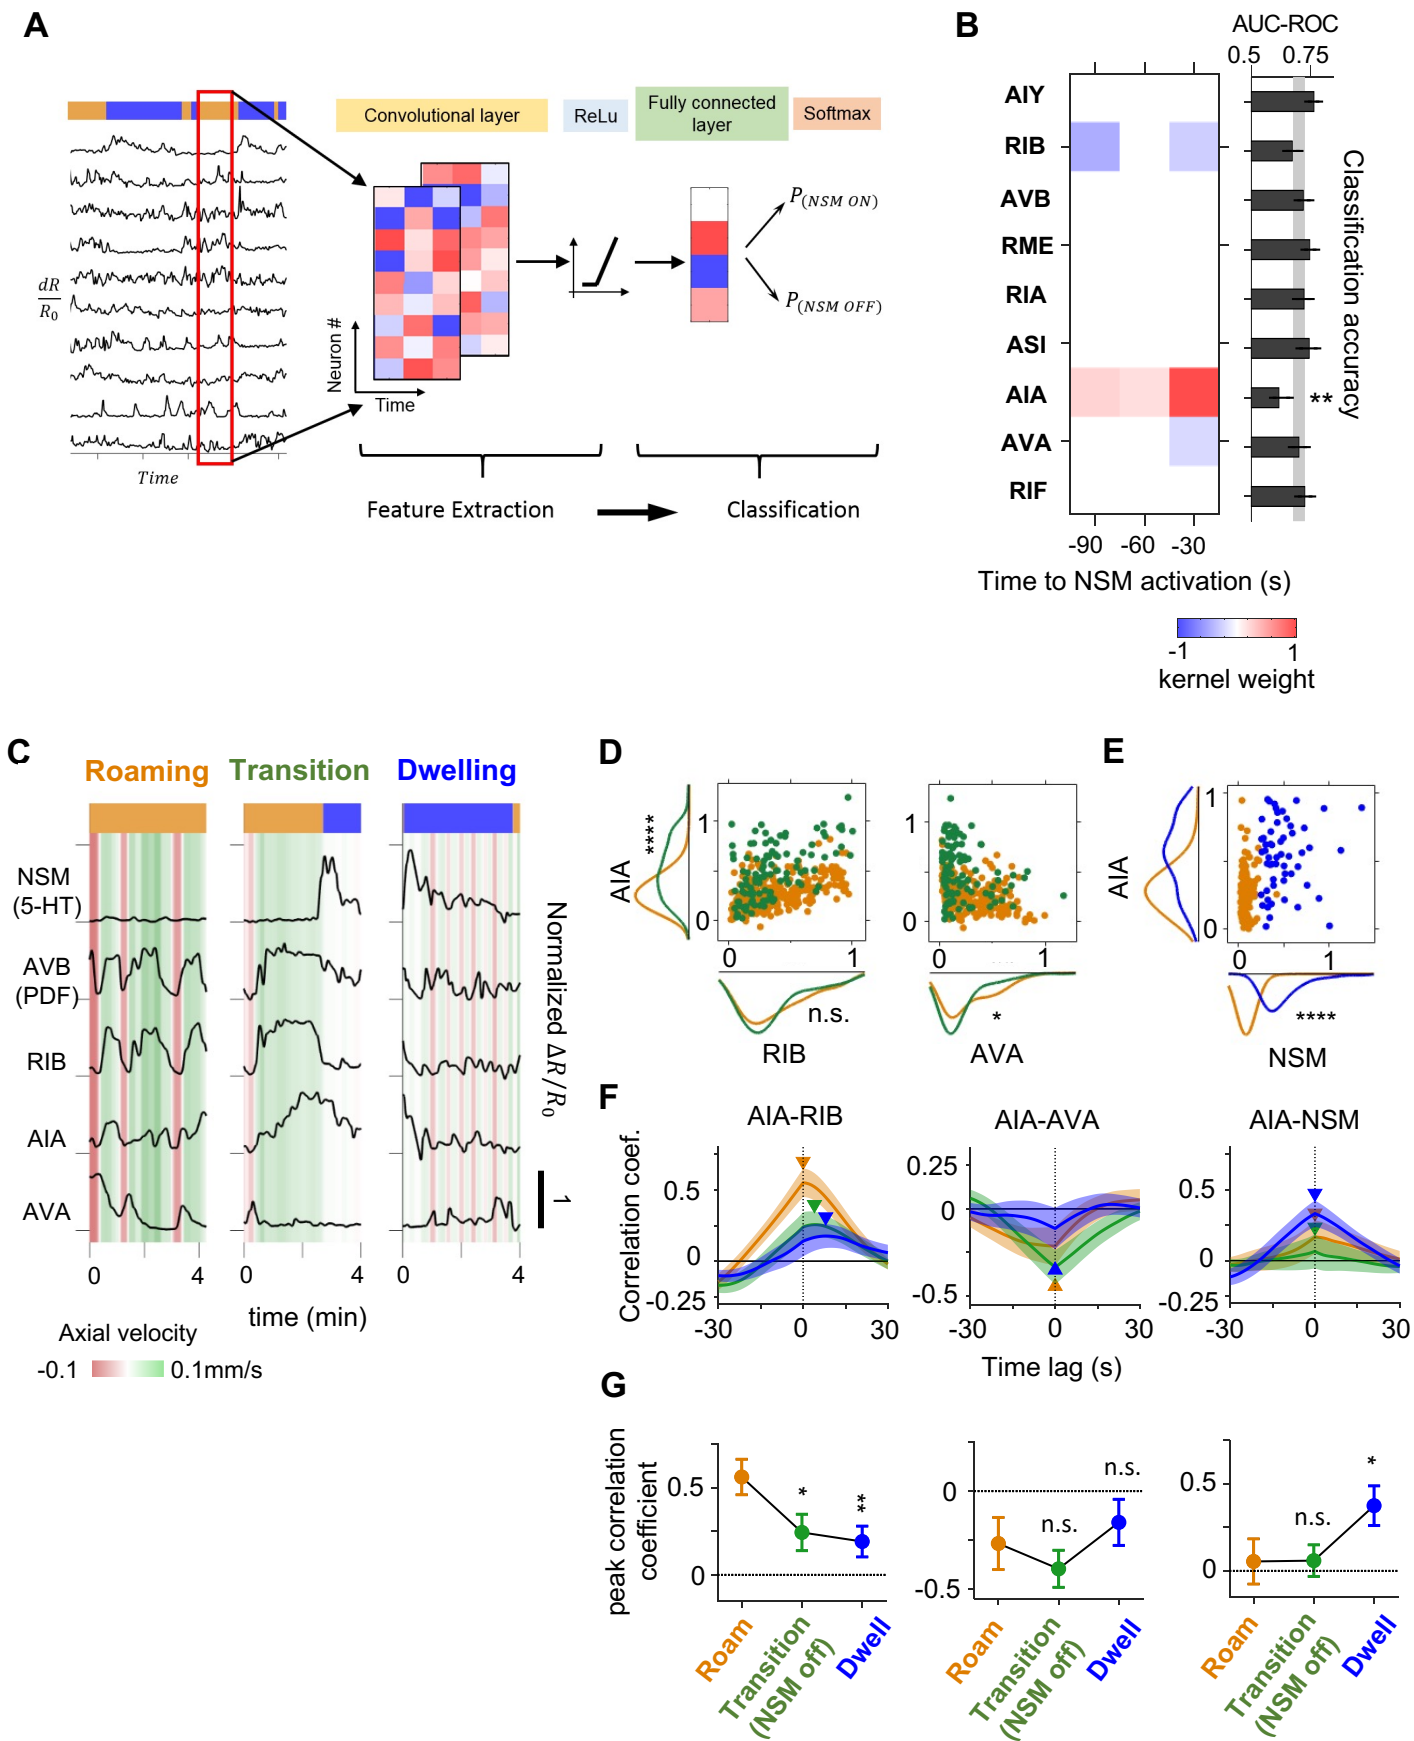 A
Convolutional layer
ReLu
Fully connected
layer
Softmax
dR
R0
Time
Neuron #
Time
P(NSM ON)
P(NSM OFF)
Feature Extraction
Classification
B
AUC-ROC
0.5 0.75
AIY
RIB
AVB
RME
RIA
ASI
AIA
**
AVA
RIF
Classification accuracy
-90 -60 -30
Time to NSM activation (s)
-1 1
kernel weight
C
Roaming Transition Dwelling
NSM
(5-HT)
AVB
(PDF)
RIB
AIA
AVA
Normalized ΔR/R0
1
0 4 0 4 0 4
time (min)
Axial velocity
-0.1 0.1mm/s
D
AIA
****
1
0
0 1
n.s.
RIB
1
0
0 1
*
AVA
E
AIA
1
0
0 1
****
NSM
F
AIA-RIB
AIA-AVA
AIA-NSM
Correlation coef.
0.5
0
-0.25
-30 0 30
0.25
0
-0.5
-30 0 30
0.5
0
-0.25
-30 0 30
Time lag (s)
G
peak correlation
coefficient
0.5
0
*
**
0
-0.5
n.s.
n.s.
0.5
0
n.s.
*
Roam
Transition
(NSM off)
Dwell
Roam
Transition
(NSM off)
Dwell
Roam
Transition
(NSM off)
Dwell